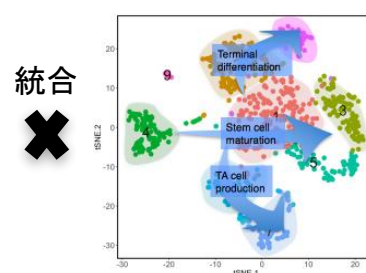 統合
Terminal
differentiation
Stem cell
maturation
TA cell
production
9
3
1
4
5
7
tSNE.2
20
10
0
-10
-20
-30
-30
-20
-10
0
10
20
tSNE.1